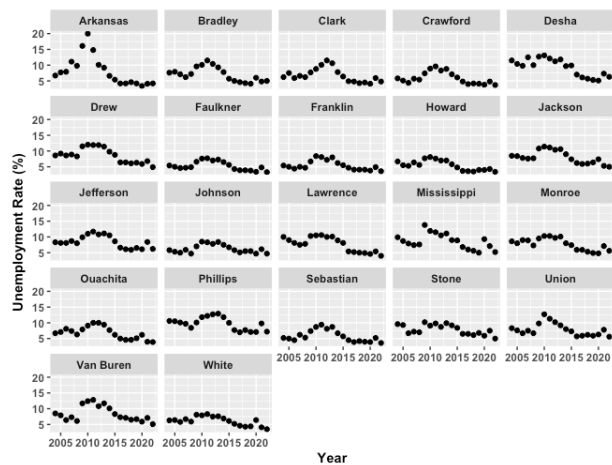 Arkansas Bradley Clark Crawford Desha
20
15
10
5
Drew Faulkner Franklin Howard Jackson
20
15
10
5
Jefferson Johnson Lawrence Mississippi Monroe
20
15
10
5
Ouachita Phillips Sebastian Stone Union
20
15
10
5
2005 2010 2015 2020 2005 2010 2015 2020 2005 2010 2015 2020
Van Buren White
20
15
10
5
2005 2010 2015 2020 2005 2010 2015 2020
Unemployment Rate (%)
Year